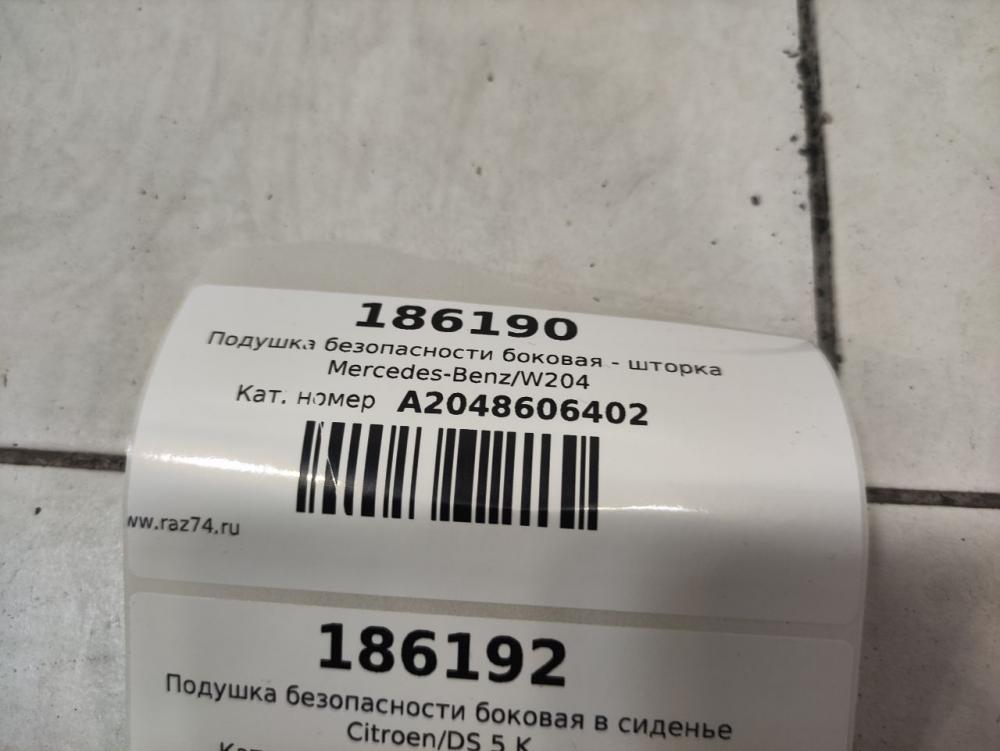 186190
Подушка безопасности боковая - шторка
Mercedes-Benz/W204
Кат. номер A2048606402
ww.raz74.ru
186192
Подушка безопасности боковая в сиденье
Citroen/DS 5 K